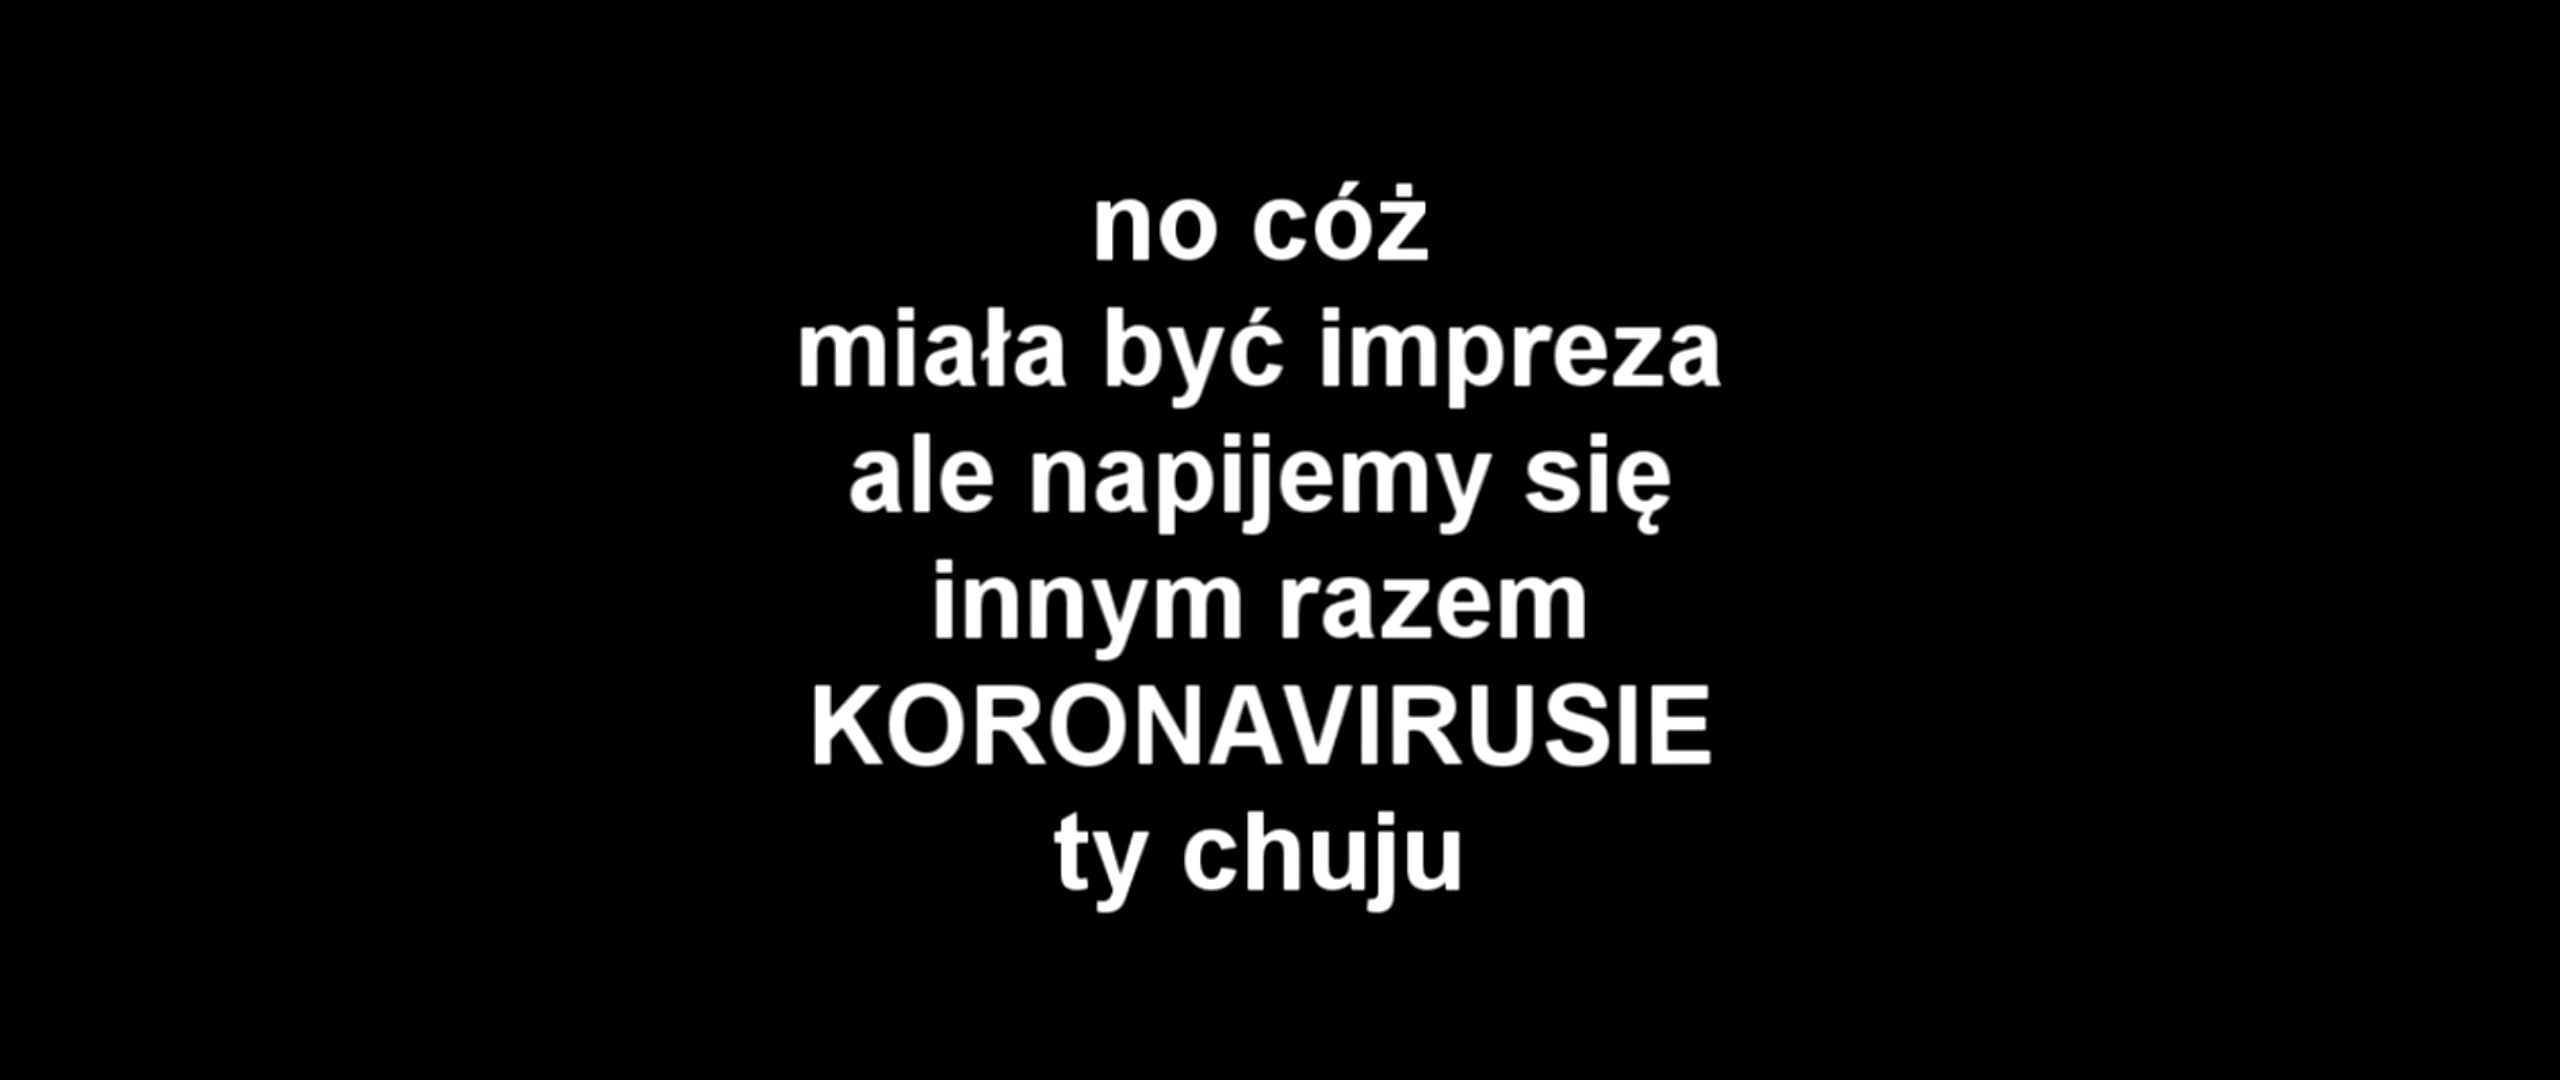 no cóż
miała być impreza
ale napijemy się
innym razem
KORONAVIRUSIE
ty chuju